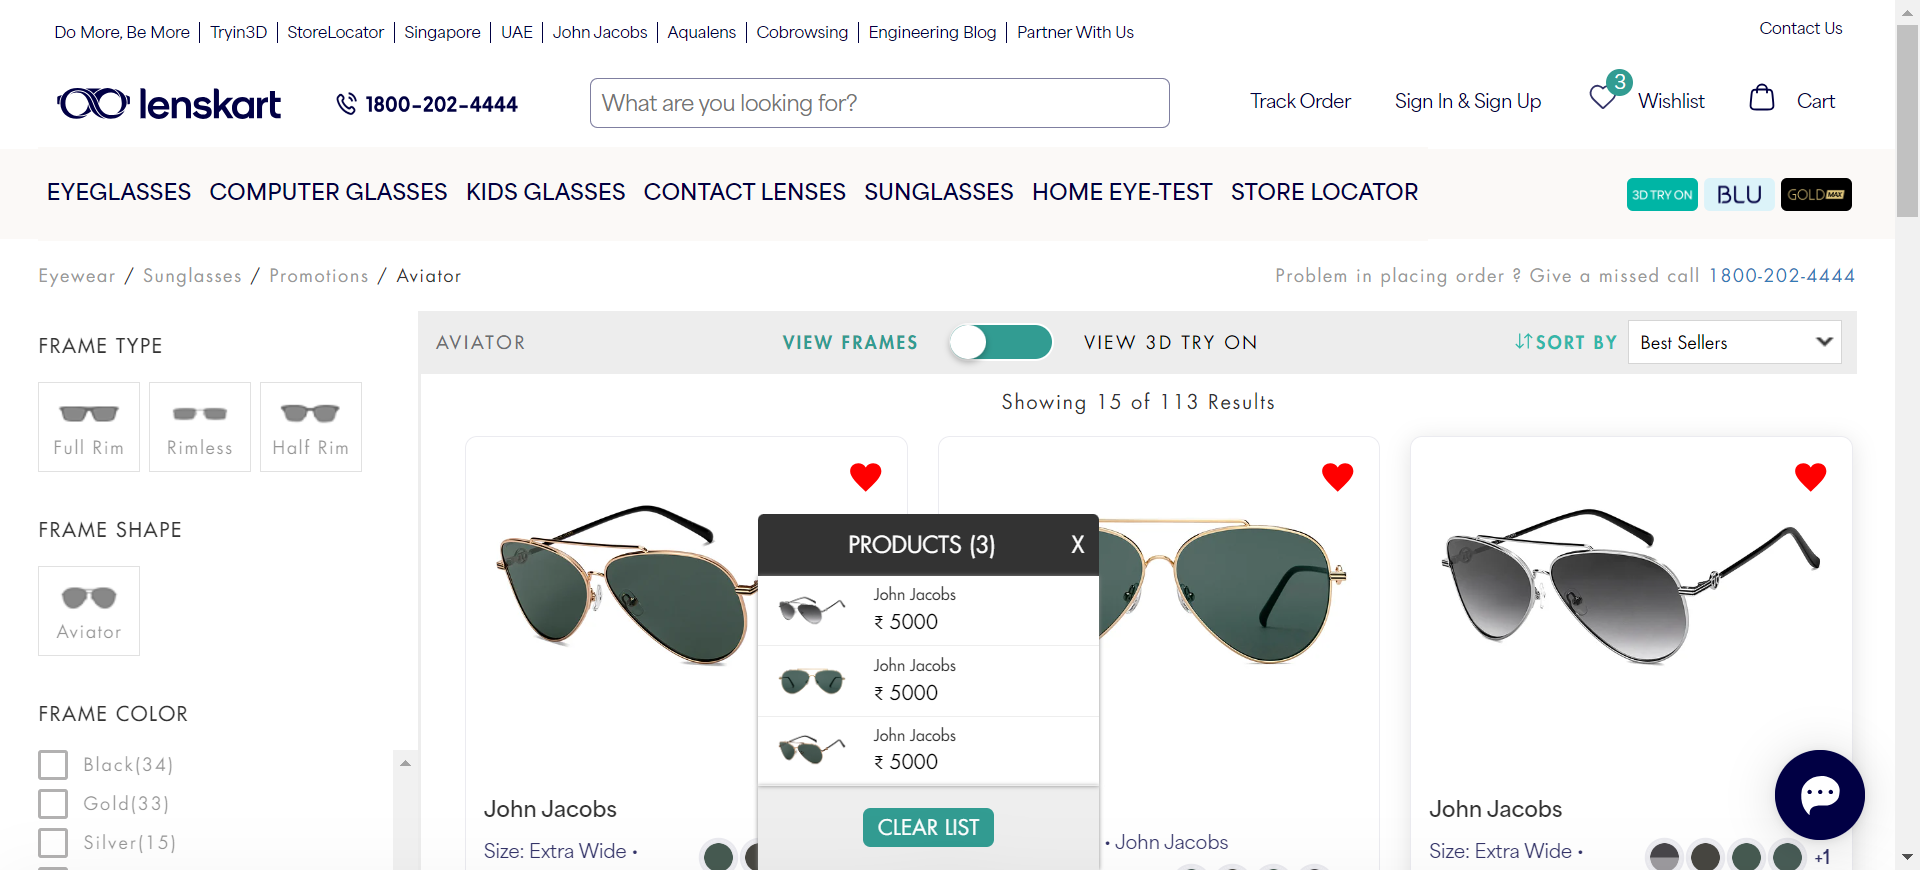 Do More, Be More | Tryin3D | StoreLocator | Singapore | UAE | John Jacobs | Aqualens | Cobrowsing | Engineering Blog | Partner With Us
Contact Us
lenskart
1800-202-4444
What are you looking for?
Track Order
Sign In & Sign Up
3
Wishlist
Cart
EYEGLASSES COMPUTER GLASSES KIDS GLASSES CONTACT LENSES SUNGLASSES HOME EYE-TEST STORE LOCATOR
3D TRY ON
BLU
GOLD MAX
Eyewear / Sunglasses / Promotions / Aviator
Problem in placing order ? Give a missed call 1800-202-4444
FRAME TYPE
Full Rim
Rimless
Half Rim
FRAME SHAPE
Aviator
FRAME COLOR
Black(34)
Gold(33)
Silver(15)
AVIATOR
VIEW FRAMES
VIEW 3D TRY ON
SORT BY
Best Sellers
Showing 15 of 113 Results
PRODUCTS (3)
X
John Jacobs
₹ 5000
John Jacobs
₹ 5000
John Jacobs
₹ 5000
CLEAR LIST
John Jacobs
Size: Extra Wide •
• John Jacobs
John Jacobs
Size: Extra Wide •
+1